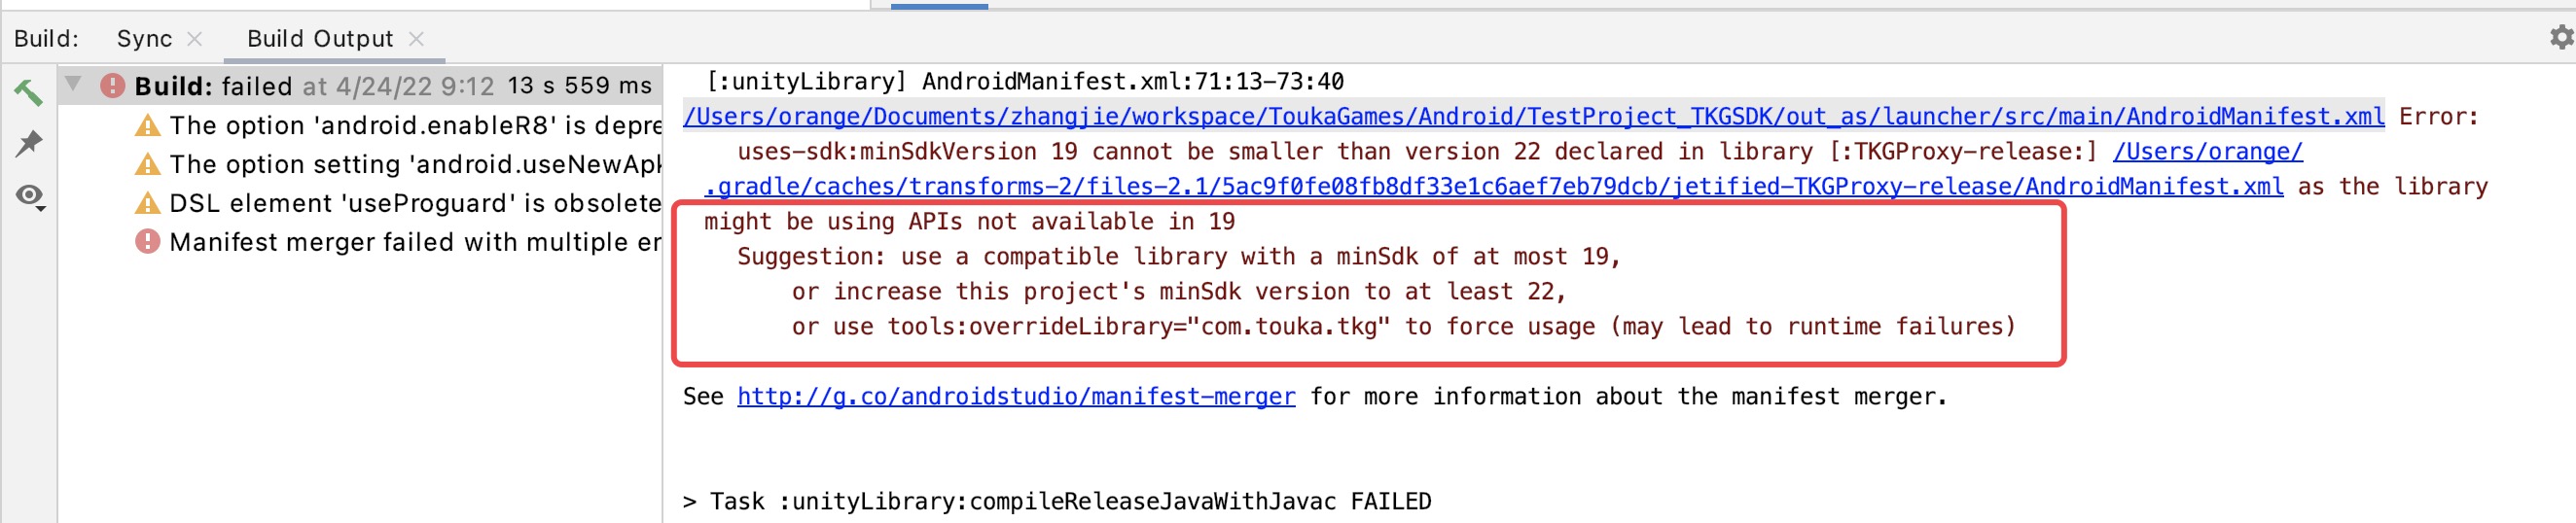 Build: Sync Build Output
Build: failed at 4/24/22 9:12 13 s 559 ms
The option 'android.enableR8' is depre
The option setting 'android.useNewApk
DSL element 'useProguard' is obsolete
Manifest merger failed with multiple er
[:unityLibrary] AndroidManifest.xml:71:13-73:40
/Users/orange/Documents/zhangjie/workspace/ToukaGames/Android/TestProject_TKGSDK/out_as/launcher/src/main/AndroidManifest.xml Error:
uses-sdk:minSdkVersion 19 cannot be smaller than version 22 declared in library [:TKGProxy-release:] /Users/orange/
.gradle/caches/transforms-2/files-2.1/5ac9f0fe08fb8df33e1c6aef7eb79dcb/jetified-TKGProxy-release/AndroidManifest.xml as the library
might be using APIs not available in 19
Suggestion: use a compatible library with a minSdk of at most 19,
or increase this project's minSdk version to at least 22,
or use tools:overrideLibrary="com.touka.tkg" to force usage (may lead to runtime failures)
See http://g.co/androidstudio/manifest-merger for more information about the manifest merger.
> Task :unityLibrary:compileReleaseJavaWithJavac FAILED